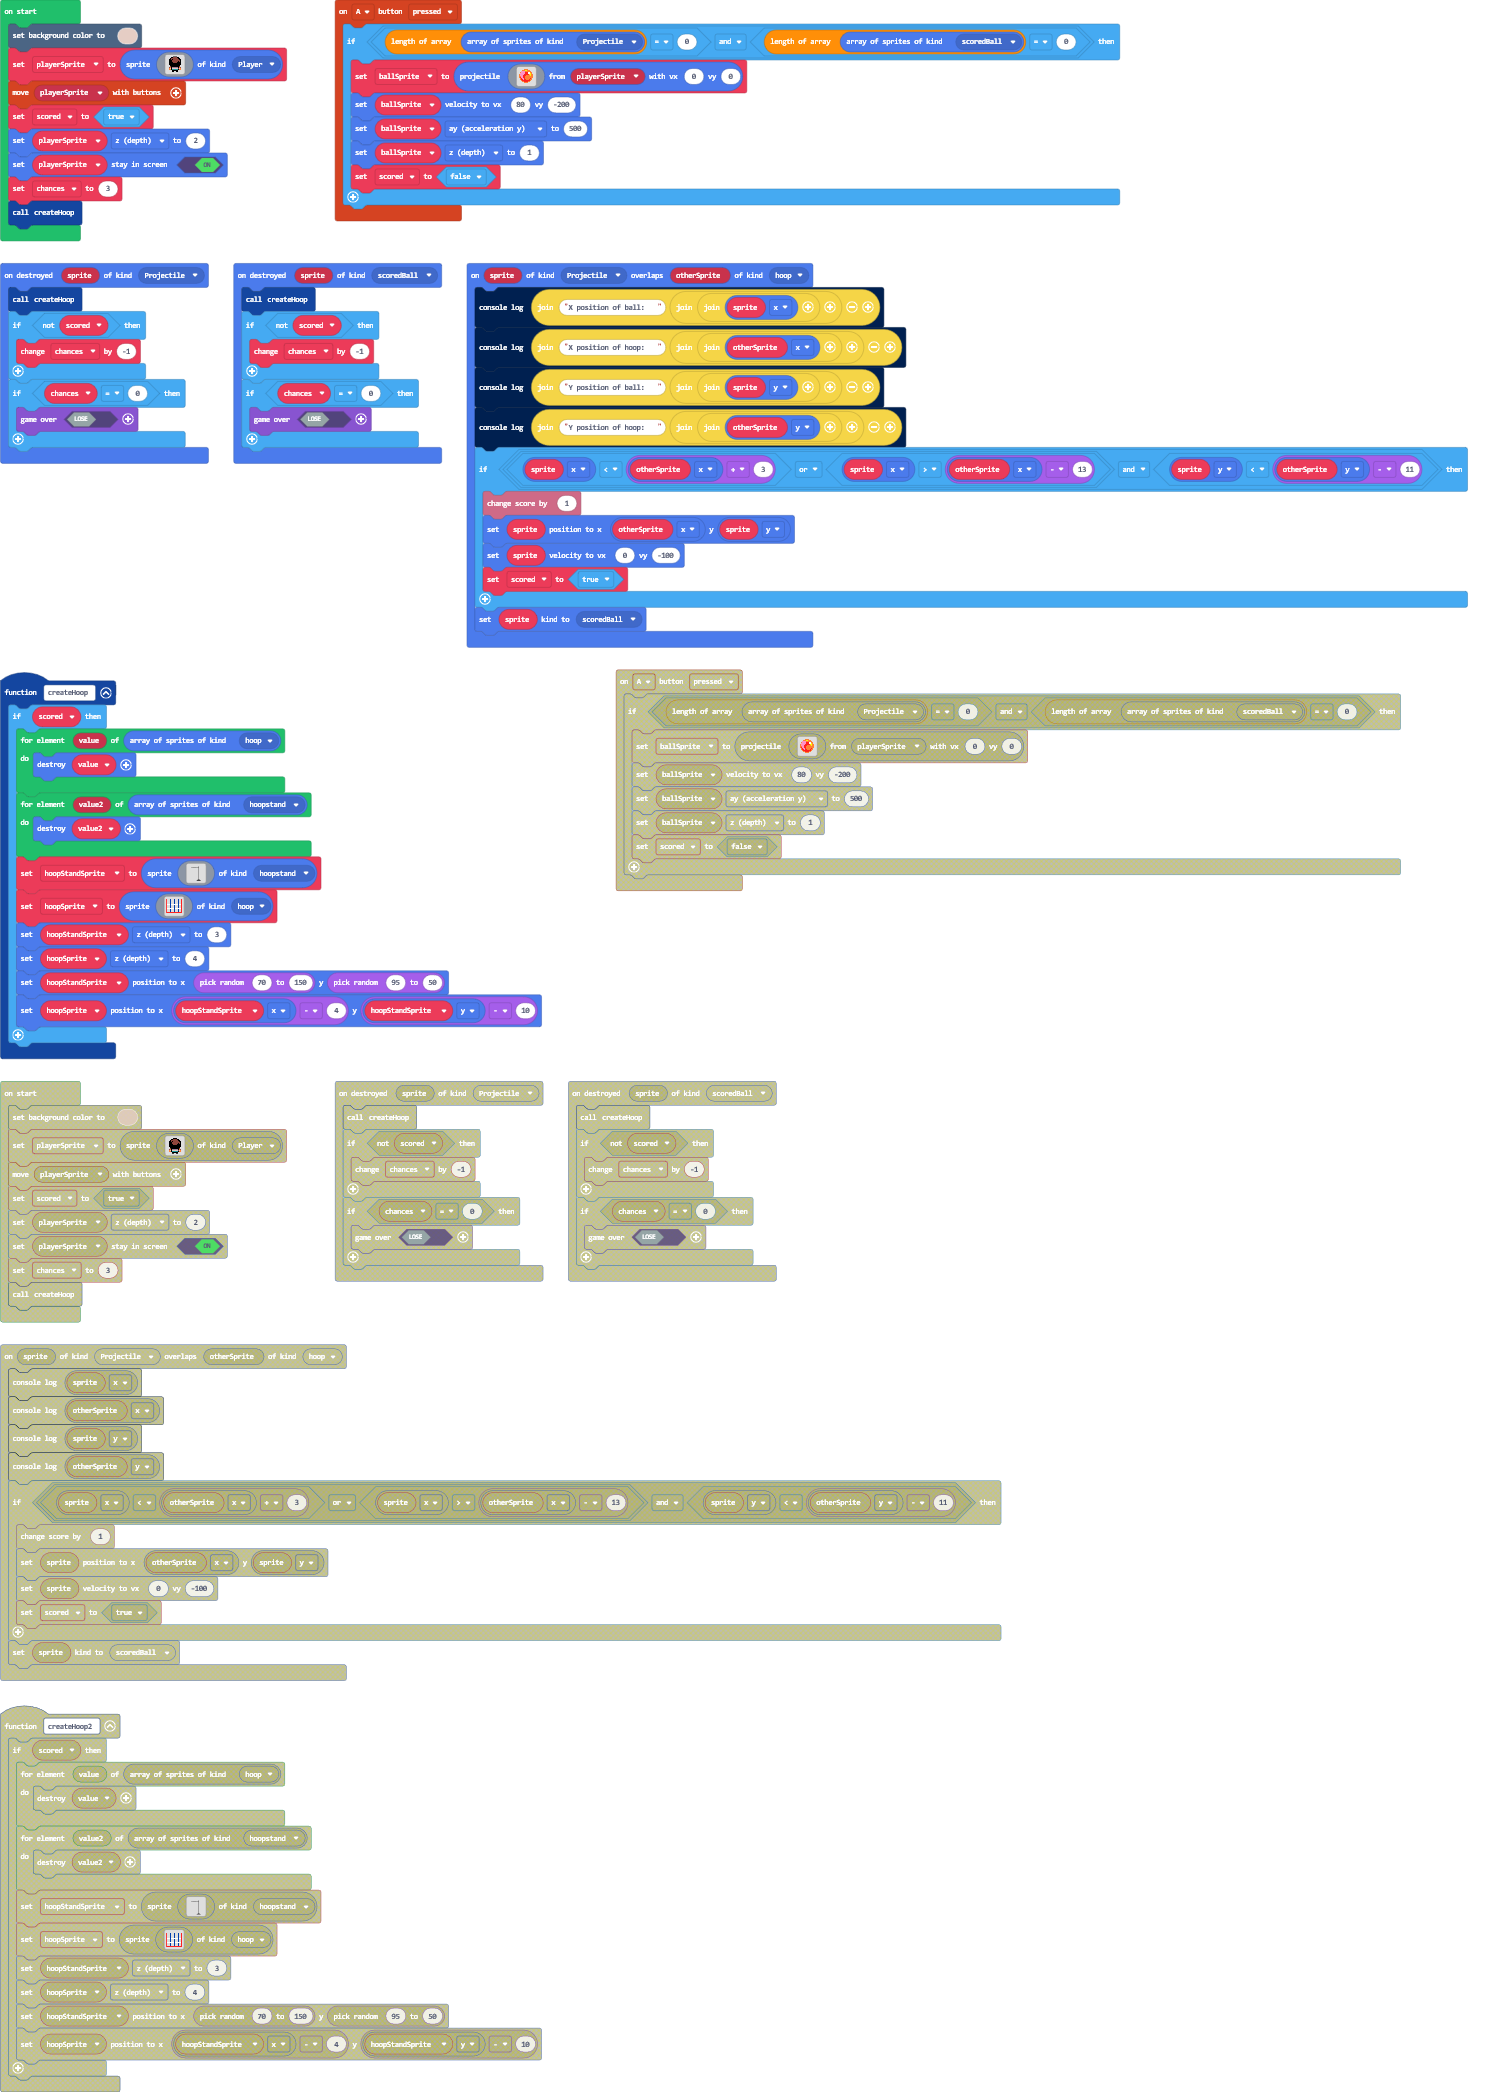 on start
set background color to
set playerSprite to sprite of kind Player
move playerSprite with buttons
set scored to true
set playerSprite z (depth) to 2
set playerSprite stay in screen ON
set chances to 3
call createHoop
on A button pressed
if length of array array of sprites of kind Projectile = 0 and length of array array of sprites of kind scoredBall = 0 then
set ballSprite to projectile from playerSprite with vx 0 vy 0
set ballSprite velocity to vx 80 vy -200
set ballSprite ay (acceleration y) to 500
set ballSprite z (depth) to 1
set scored to false
on destroyed sprite of kind Projectile
call createHoop
if not scored then
change chances by -1
if chances = 0 then
game over LOSE
on destroyed sprite of kind scoredBall
call createHoop
if not scored then
change chances by -1
if chances = 0 then
game over LOSE
on sprite of kind Projectile overlaps otherSprite of kind hoop
console log join "X position of ball: " join join sprite x
console log join "X position of hoop: " join join otherSprite x
console log join "Y position of ball: " join join sprite y
console log join "Y position of hoop: " join join otherSprite y
if sprite x < otherSprite x + 3 or sprite x > otherSprite x - 13 and sprite y < otherSprite y - 11 then
change score by 1
set sprite position to x otherSprite x y sprite y
set sprite velocity to vx 0 vy -100
set scored to true
set sprite kind to scoredBall
function createHoop
if scored then
for element value of array of sprites of kind hoop
do destroy value
for element value2 of array of sprites of kind hoopstand
do destroy value2
set hoopStandSprite to sprite of kind hoopstand
set hoopSprite to sprite of kind hoop
set hoopStandSprite z (depth) to 3
set hoopSprite z (depth) to 4
set hoopStandSprite position to x pick random 70 to 150 y pick random 95 to 50
set hoopSprite position to x hoopStandSprite x - 4 y hoopStandSprite y - 10
on A button pressed
if length of array array of sprites of kind Projectile = 0 and length of array array of sprites of kind scoredBall = 0 then
set ballSprite to projectile from playerSprite with vx 0 vy 0
set ballSprite velocity to vx 80 vy -200
set ballSprite ay (acceleration y) to 500
set ballSprite z (depth) to 1
set scored to false
on start
set background color to
set playerSprite to sprite of kind Player
move playerSprite with buttons
set scored to true
set playerSprite z (depth) to 2
set playerSprite stay in screen ON
set chances to 3
call createHoop
on destroyed sprite of kind Projectile
call createHoop
if not scored then
change chances by -1
if chances = 0 then
game over LOSE
on destroyed sprite of kind scoredBall
call createHoop
if not scored then
change chances by -1
if chances = 0 then
game over LOSE
on sprite of kind Projectile overlaps otherSprite of kind hoop
console log sprite x
console log otherSprite x
console log sprite y
console log otherSprite y
if sprite x < otherSprite x + 3 or sprite x > otherSprite x - 13 and sprite y < otherSprite y - 11 then
change score by 1
set sprite position to x otherSprite x y sprite y
set sprite velocity to vx 0 vy -100
set scored to true
set sprite kind to scoredBall
function createHoop2
if scored then
for element value of array of sprites of kind hoop
do destroy value
for element value2 of array of sprites of kind hoopstand
do destroy value2
set hoopStandSprite to sprite of kind hoopstand
set hoopSprite to sprite of kind hoop
set hoopStandSprite z (depth) to 3
set hoopSprite z (depth) to 4
set hoopStandSprite position to x pick random 70 to 150 y pick random 95 to 50
set hoopSprite position to x hoopStandSprite x - 4 y hoopStandSprite y - 10